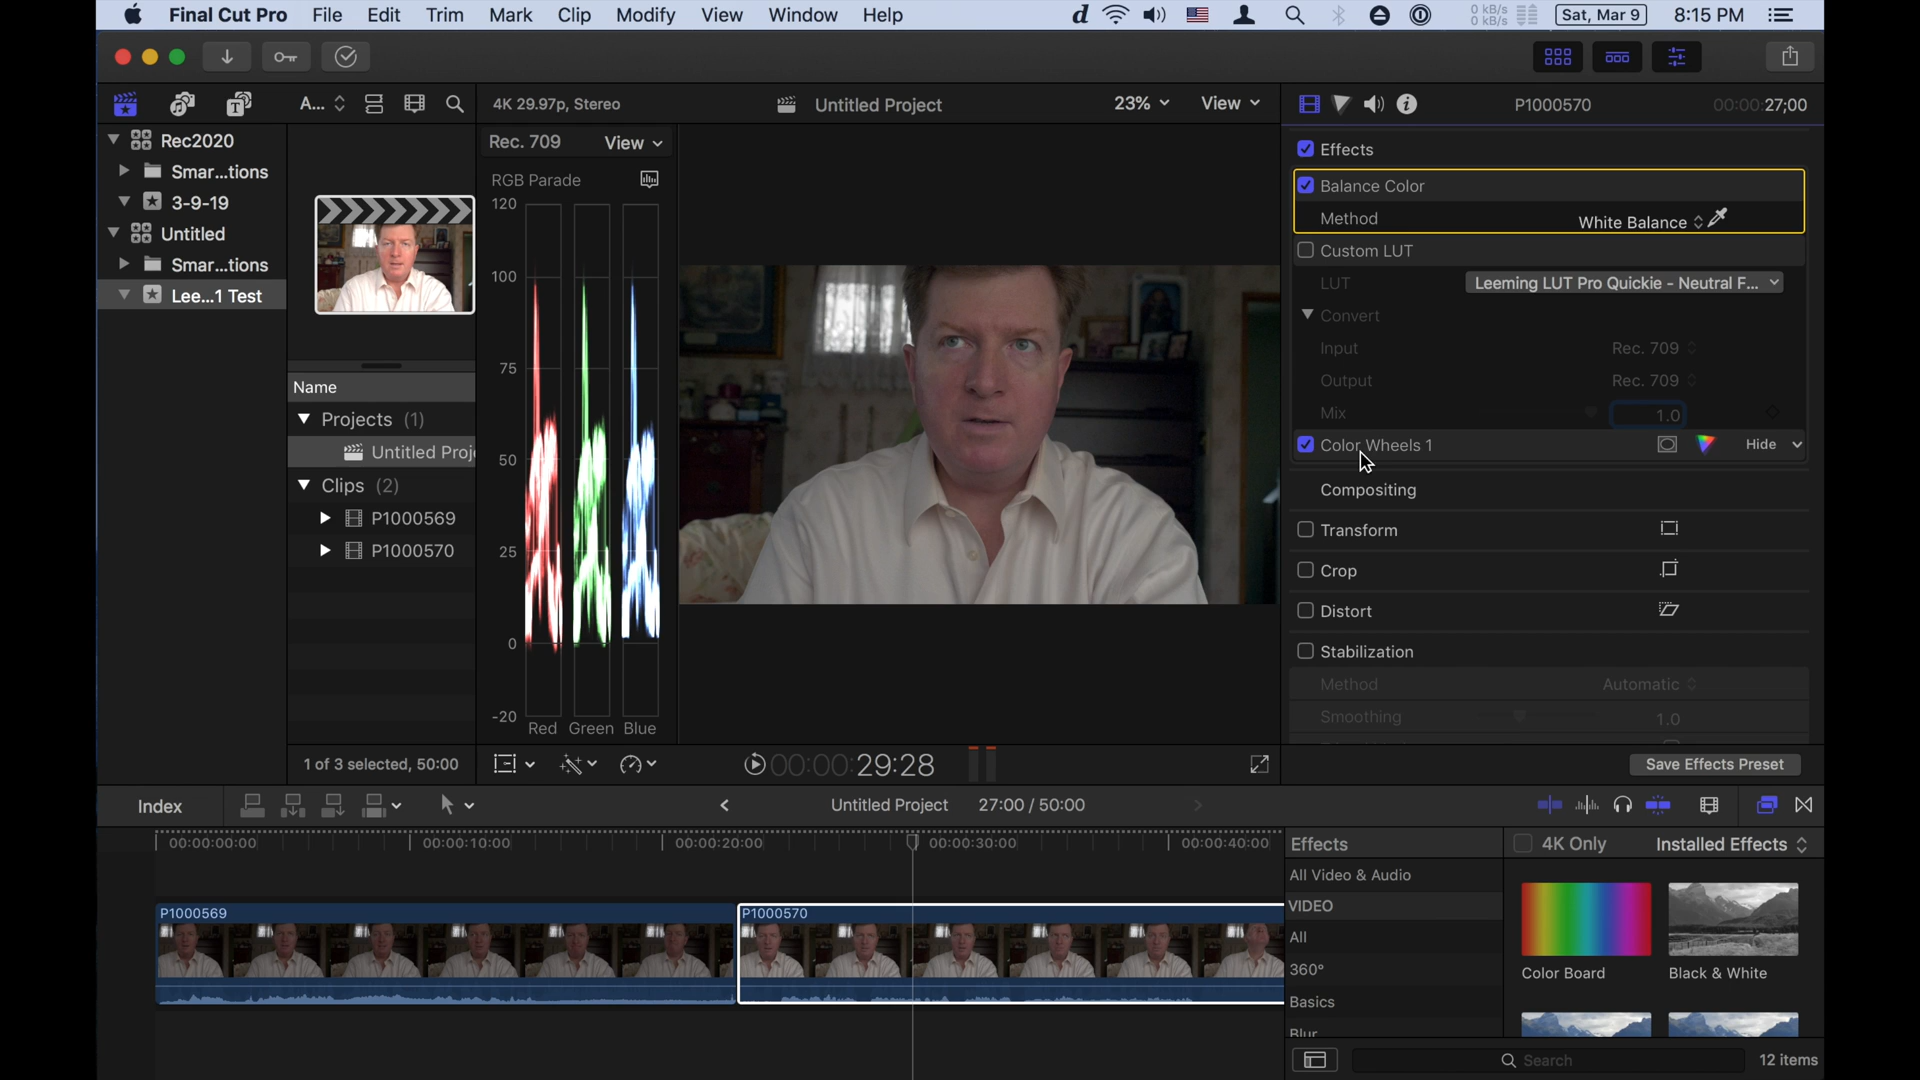 Final Cut Pro File Edit Trim Mark Clip Modify View Window Help
d 0 kB/s 0 kB/s Sat, Mar 9 8:15 PM
A... 4K 29.97p, Stereo Untitled Project 23% View P1000570 00:00:27;00
Rec2020
Smar...tions
3-9-19
Untitled
Smar...tions
Lee...1 Test
Name
Projects (1)
Untitled Proj
Clips (2)
P1000569
P1000570
1 of 3 selected, 50:00
Rec. 709 View
RGB Parade
120
100
75
50
25
0
-20
Red Green Blue
00:00:29:28
Effects
Balance Color
Method White Balance
Custom LUT
LUT Leeming LUT Pro Quickie - Neutral F...
Convert
Input Rec. 709
Output Rec. 709
Mix 1.0
Color Wheels 1 Hide
Compositing
Transform
Crop
Distort
Stabilization
Method Automatic
Smoothing 1.0
Save Effects Preset
Index Untitled Project 27:00 / 50:00
00:00:00:00 00:00:10:00 00:00:20:00 00:00:30:00 00:00:40:00
P1000569 P1000570
Effects 4K Only Installed Effects
All Video & Audio
VIDEO
All
360°
Basics
Blur
Color Board Black & White
Search 12 items